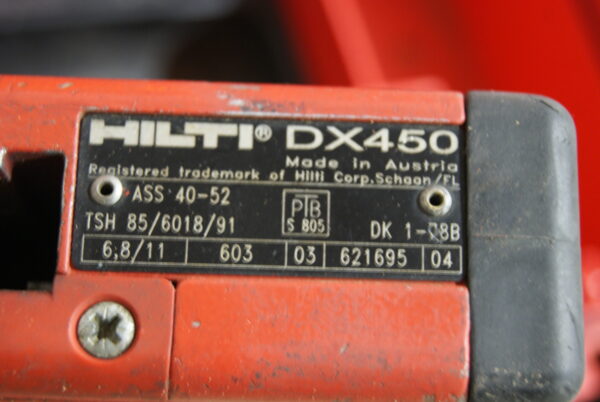 HILTI® DX450
Made in Austria
Registered trademark of Hilti Corp.Schaan/FL
ASS 40-52
PTB
S 805
TSH 85/6018/91
DK 1-
6,8/11 603 03 621695 04